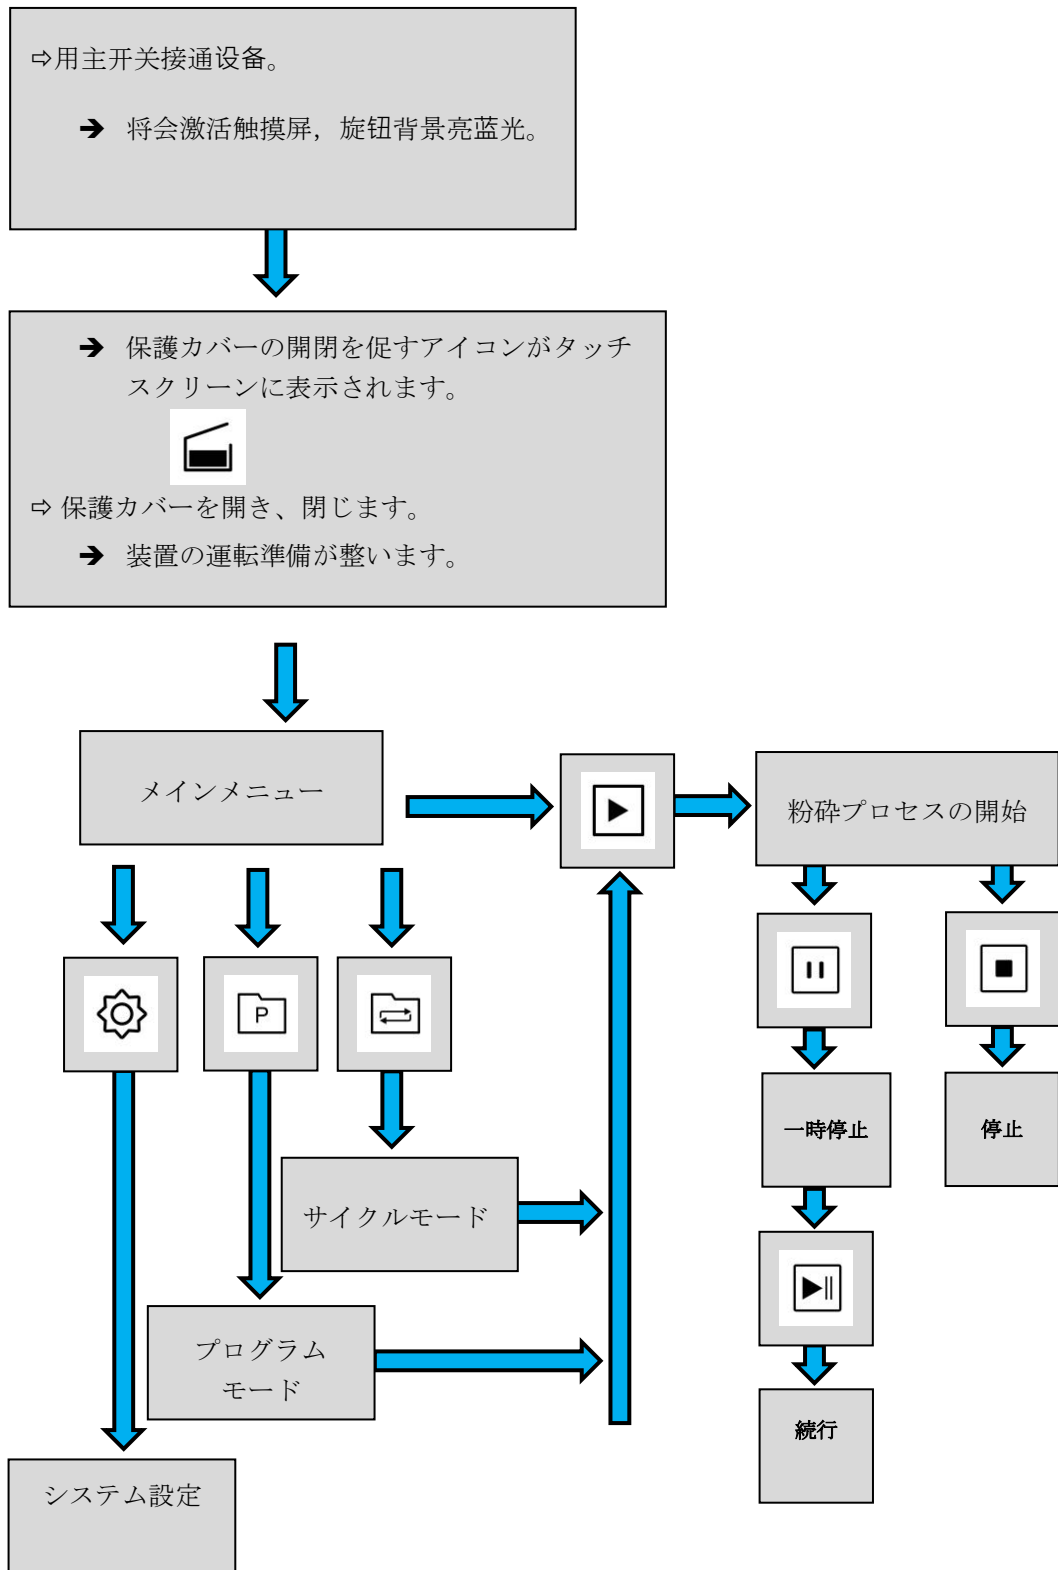 ⇨用主开关接通设备。
➔ 将会激活触摸屏，旋钮背景亮蓝光。
➔ 保護カバーの開閉を促すアイコンがタッチ
スクリーンに表示されます。
⇨ 保護カバーを開き、閉じます。
➔ 装置の運転準備が整います。
メインメニュー
粉砕プロセスの開始
P
一時停止
停止
サイクルモード
プログラム
モード
続行
システム設定